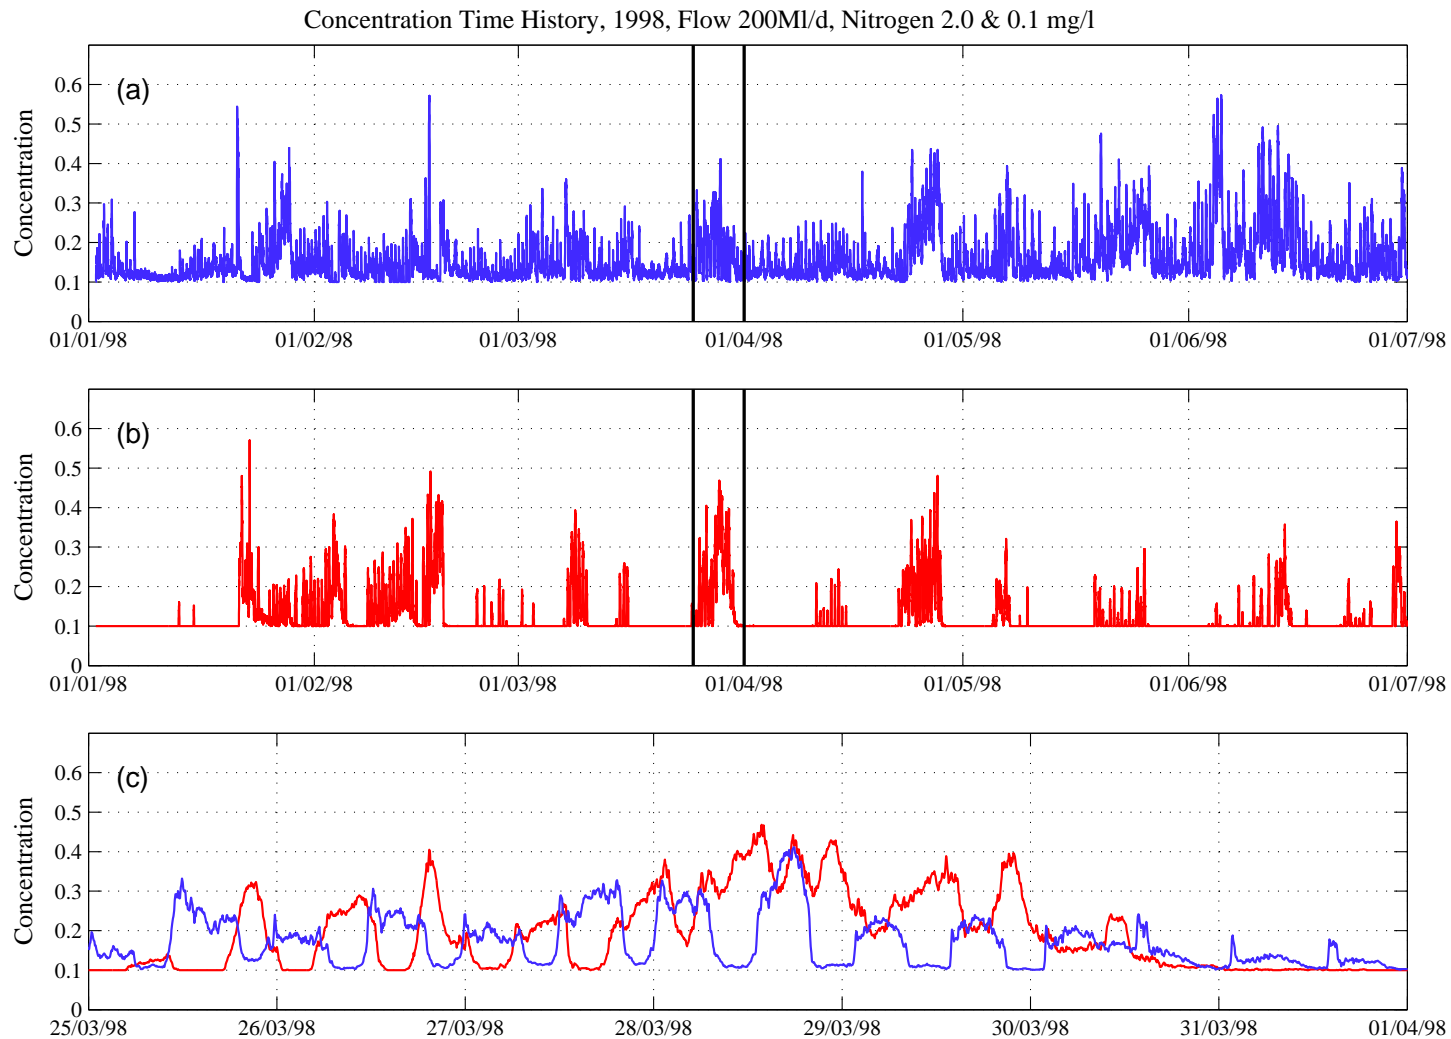 Concentration Time History, 1998, Flow 200Ml/d, Nitrogen 2.0 & 0.1 mg/l
(a)
Concentration
0.6
0.5
0.4
0.3
0.2
0.1
0
01/01/98 01/02/98 01/03/98 01/04/98 01/05/98 01/06/98 01/07/98
(b)
Concentration
0.6
0.5
0.4
0.3
0.2
0.1
0
01/01/98 01/02/98 01/03/98 01/04/98 01/05/98 01/06/98 01/07/98
(c)
Concentration
0.6
0.5
0.4
0.3
0.2
0.1
0
25/03/98 26/03/98 27/03/98 28/03/98 29/03/98 30/03/98 31/03/98 01/04/98